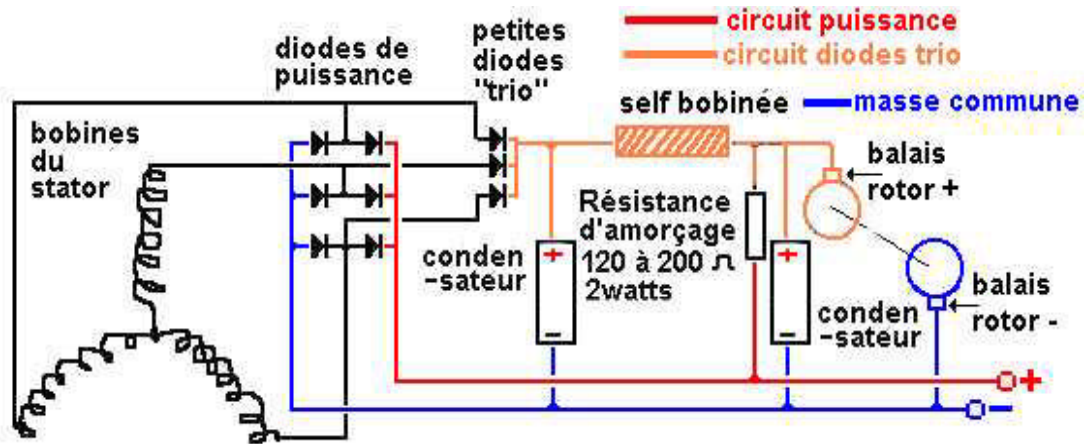 circuit puissance
circuit diodes trio
masse commune
diodes de
puissance
petites
diodes
"trio"
self bobinée
bobines
du
stator
balais
rotor +
Résistance
d'amorçage
120 à 200 Ω
2watts
conden
-sateur
+
-
+
-
conden
-sateur
balais
rotor -
+
-